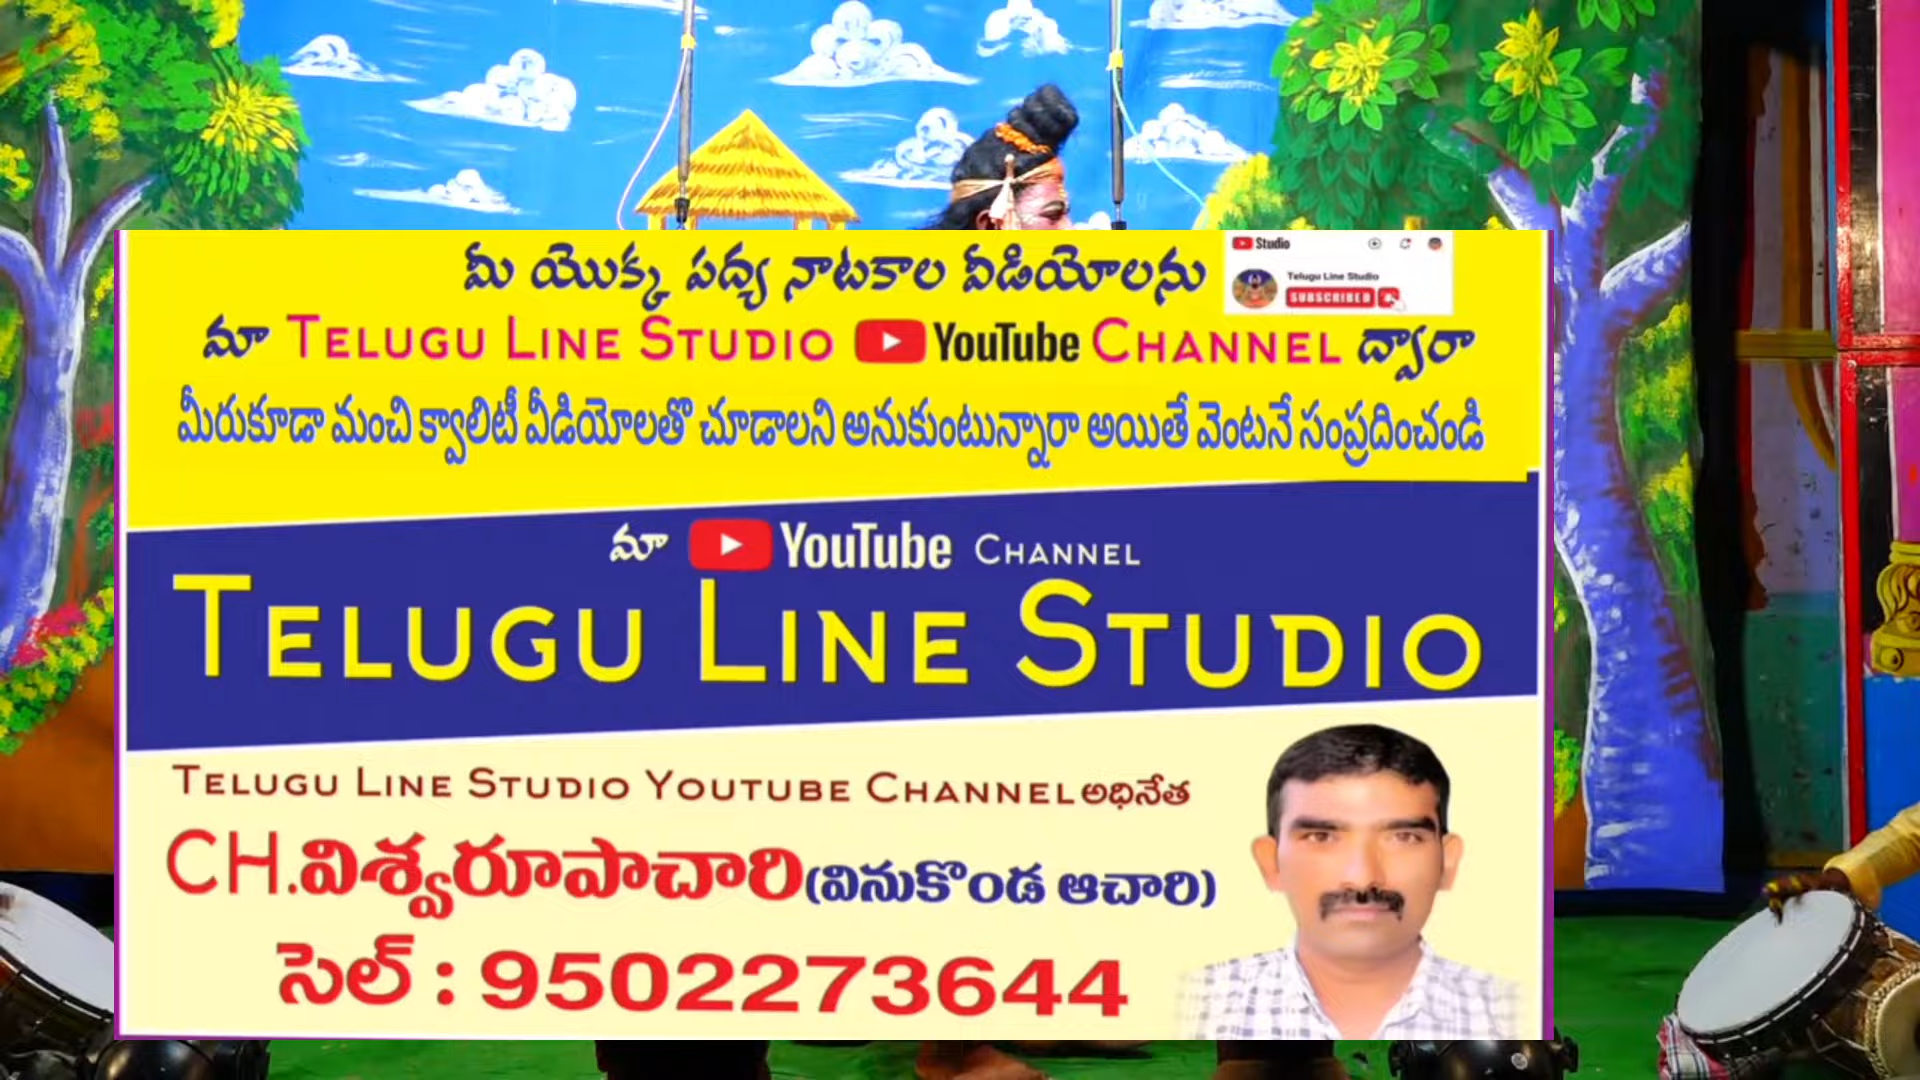 మీ యొక్క పద్య నాటకాల వీడియోలను
Studio
Telugu Line Studio
SUBSCRIBED
మా TELUGU LINE STUDIO YouTube CHANNEL ద్వారా
మీరుకూడా మంచి క్వాలిటీ వీడియోలతొ చూడాలని అనుకుంటున్నారా అయితే వెంటనే సంప్రదించండి
మా YouTube CHANNEL
TELUGU LINE STUDIO
TELUGU LINE STUDIO YOUTUBE CHANNEL అధినేత
CH.విశ్వరూపాచారి(వినుకొండ ఆచారి)
సెల్ : 9502273644